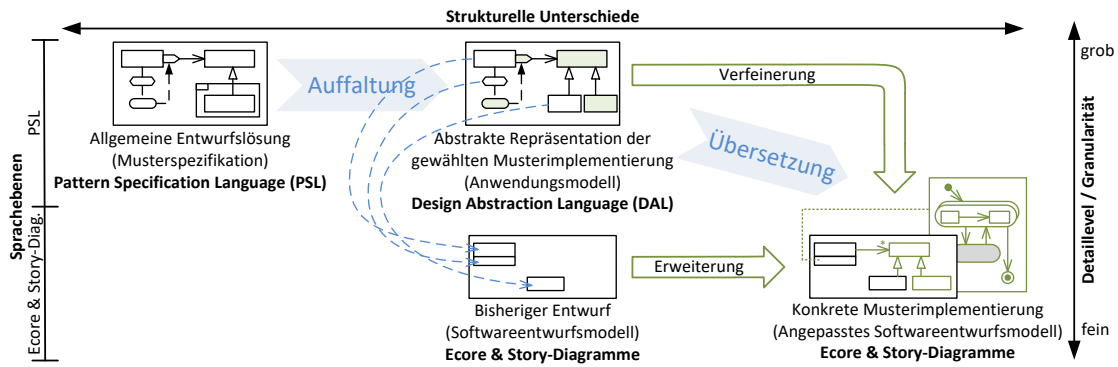 Strukturelle Unterschiede
Sprachebenen
PSL
Ecore & Story-Diag.
Auffaltung
Allgemeine Entwurfslösung
(Musterspezifikation)
Pattern Specification Language (PSL)
Abstrakte Repräsentation der
gewählten Musterimplementierung
(Anwendungsmodell)
Design Abstraction Language (DAL)
Verfeinerung
Übersetzung
grob
Detaillevel / Granularität
fein
Bisheriger Entwurf
(Softwareentwurfsmodell)
Ecore & Story-Diagramme
Erweiterung
*
Konkrete Musterimplementierung
(Angepasstes Softwareentwurfsmodell)
Ecore & Story-Diagramme